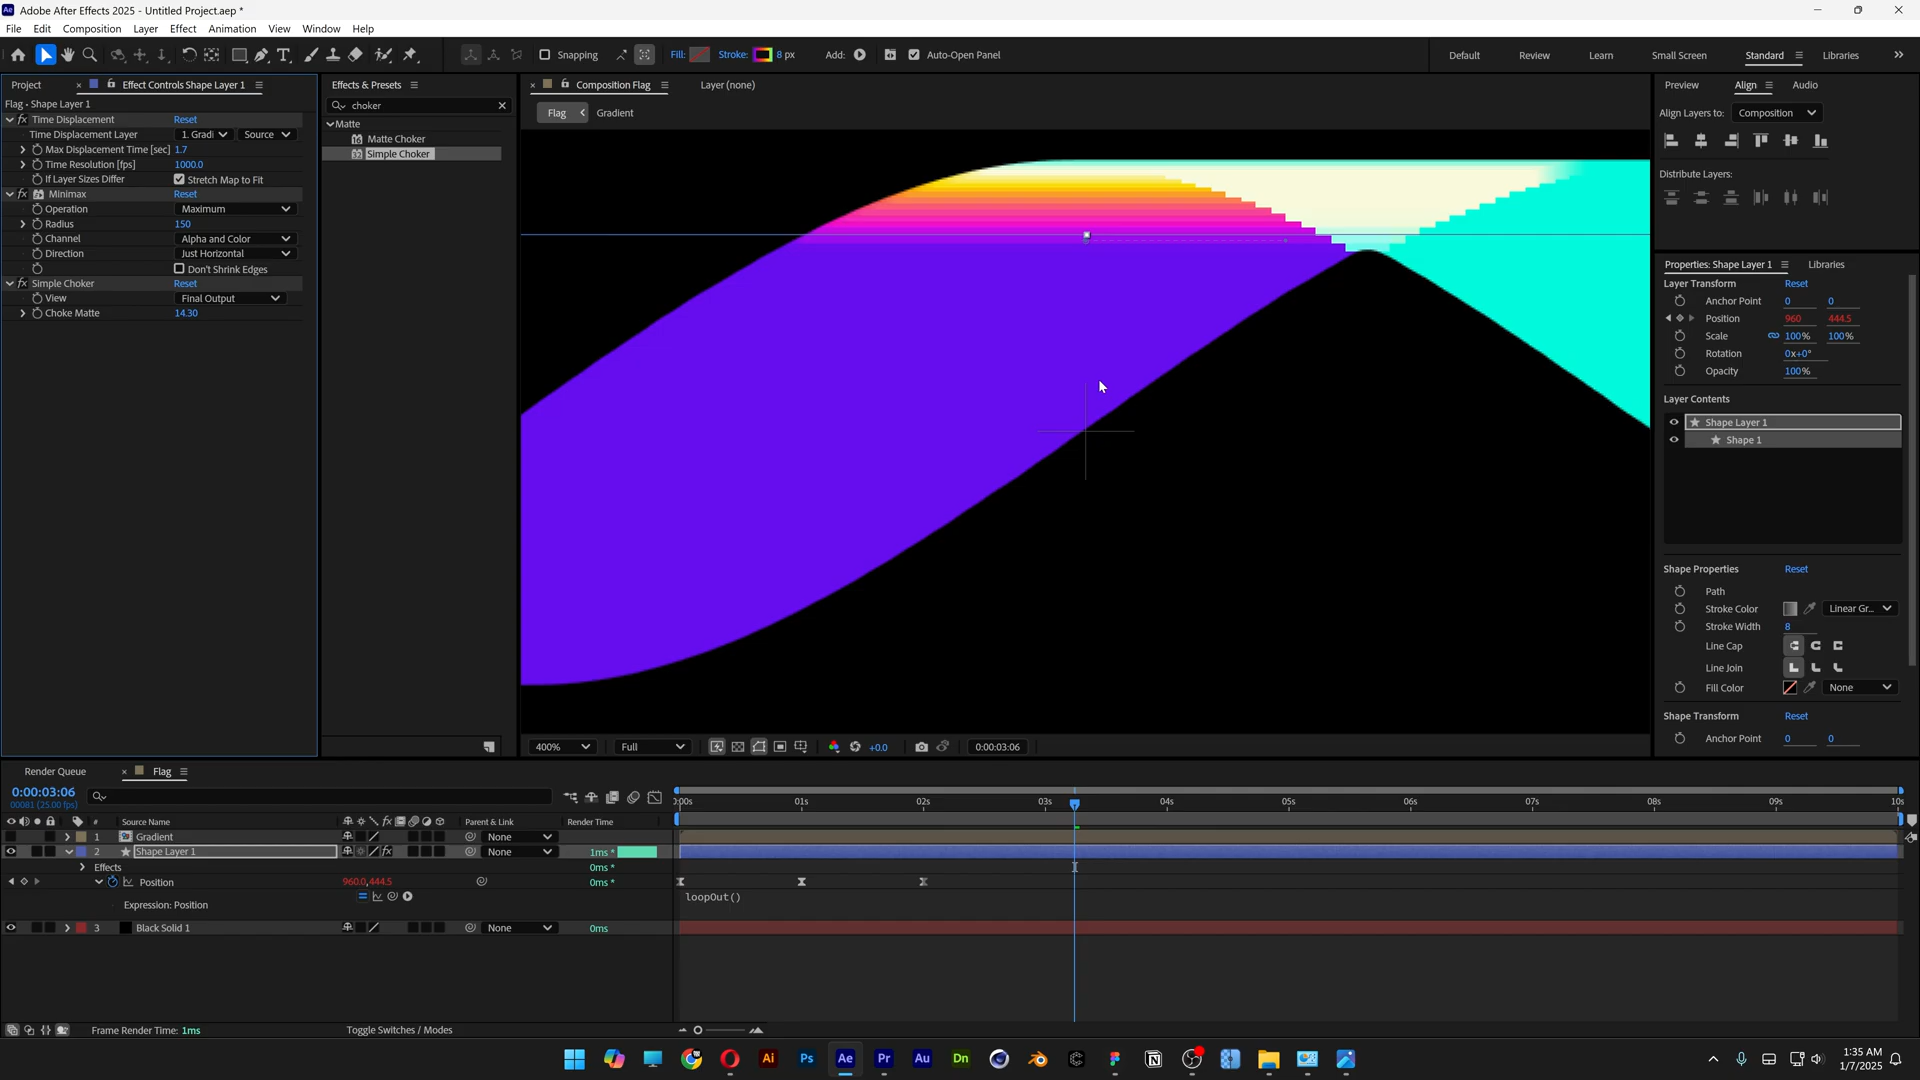 Adobe After Effects 2025 - Untitled Project.aep *
File Edit Composition Layer Effect Animation View Window Help
Snapping Fill: Stroke: 8 px Add: Auto-Open Panel Default Review Learn Small Screen Standard Libraries
Project Effect Controls Shape Layer 1
Flag • Shape Layer 1
Time Displacement Reset
Time Displacement Layer 1. Gradi Source
Max Displacement Time [sec] 1.7
Time Resolution [fps] 1000.0
If Layer Sizes Differ Stretch Map to Fit
Minimax Reset
Operation Maximum
Radius 150
Channel Alpha and Color
Direction Just Horizontal
Don't Shrink Edges
Simple Choker Reset
View Final Output
Choke Matte 14.30
Effects & Presets
choker
Matte
Matte Choker
Simple Choker
Composition Flag Layer (none)
Flag Gradient
400% Full +0.0 0:00:03:06
Preview Align Audio
Align Layers to: Composition
Distribute Layers:
Properties: Shape Layer 1 Libraries
Layer Transform Reset
Anchor Point 0 0
Position 960 444.5
Scale 100% 100%
Rotation 0x+0°
Opacity 100%
Layer Contents
Shape Layer 1
Shape 1
Shape Properties Reset
Path
Stroke Color Linear Gr...
Stroke Width 8
Line Cap
Line Join
Fill Color None
Shape Transform Reset
Anchor Point 0 0
Render Queue Flag
0:00:03:06
00081 (25.00 fps)
:00s 01s 02s 03s 04s 05s 06s 07s 08s 09s 10s
# Source Name Parent & Link Render Time
1 Gradient None
2 Shape Layer 1 None 1ms *
Effects 0ms *
Position 960.0,444.5 0ms *
Expression: Position loopOut()
3 Black Solid 1 None 0ms
Frame Render Time: 1ms Toggle Switches / Modes
Ai Ps Ae Pr Au Dn
1:35 AM
1/7/2025